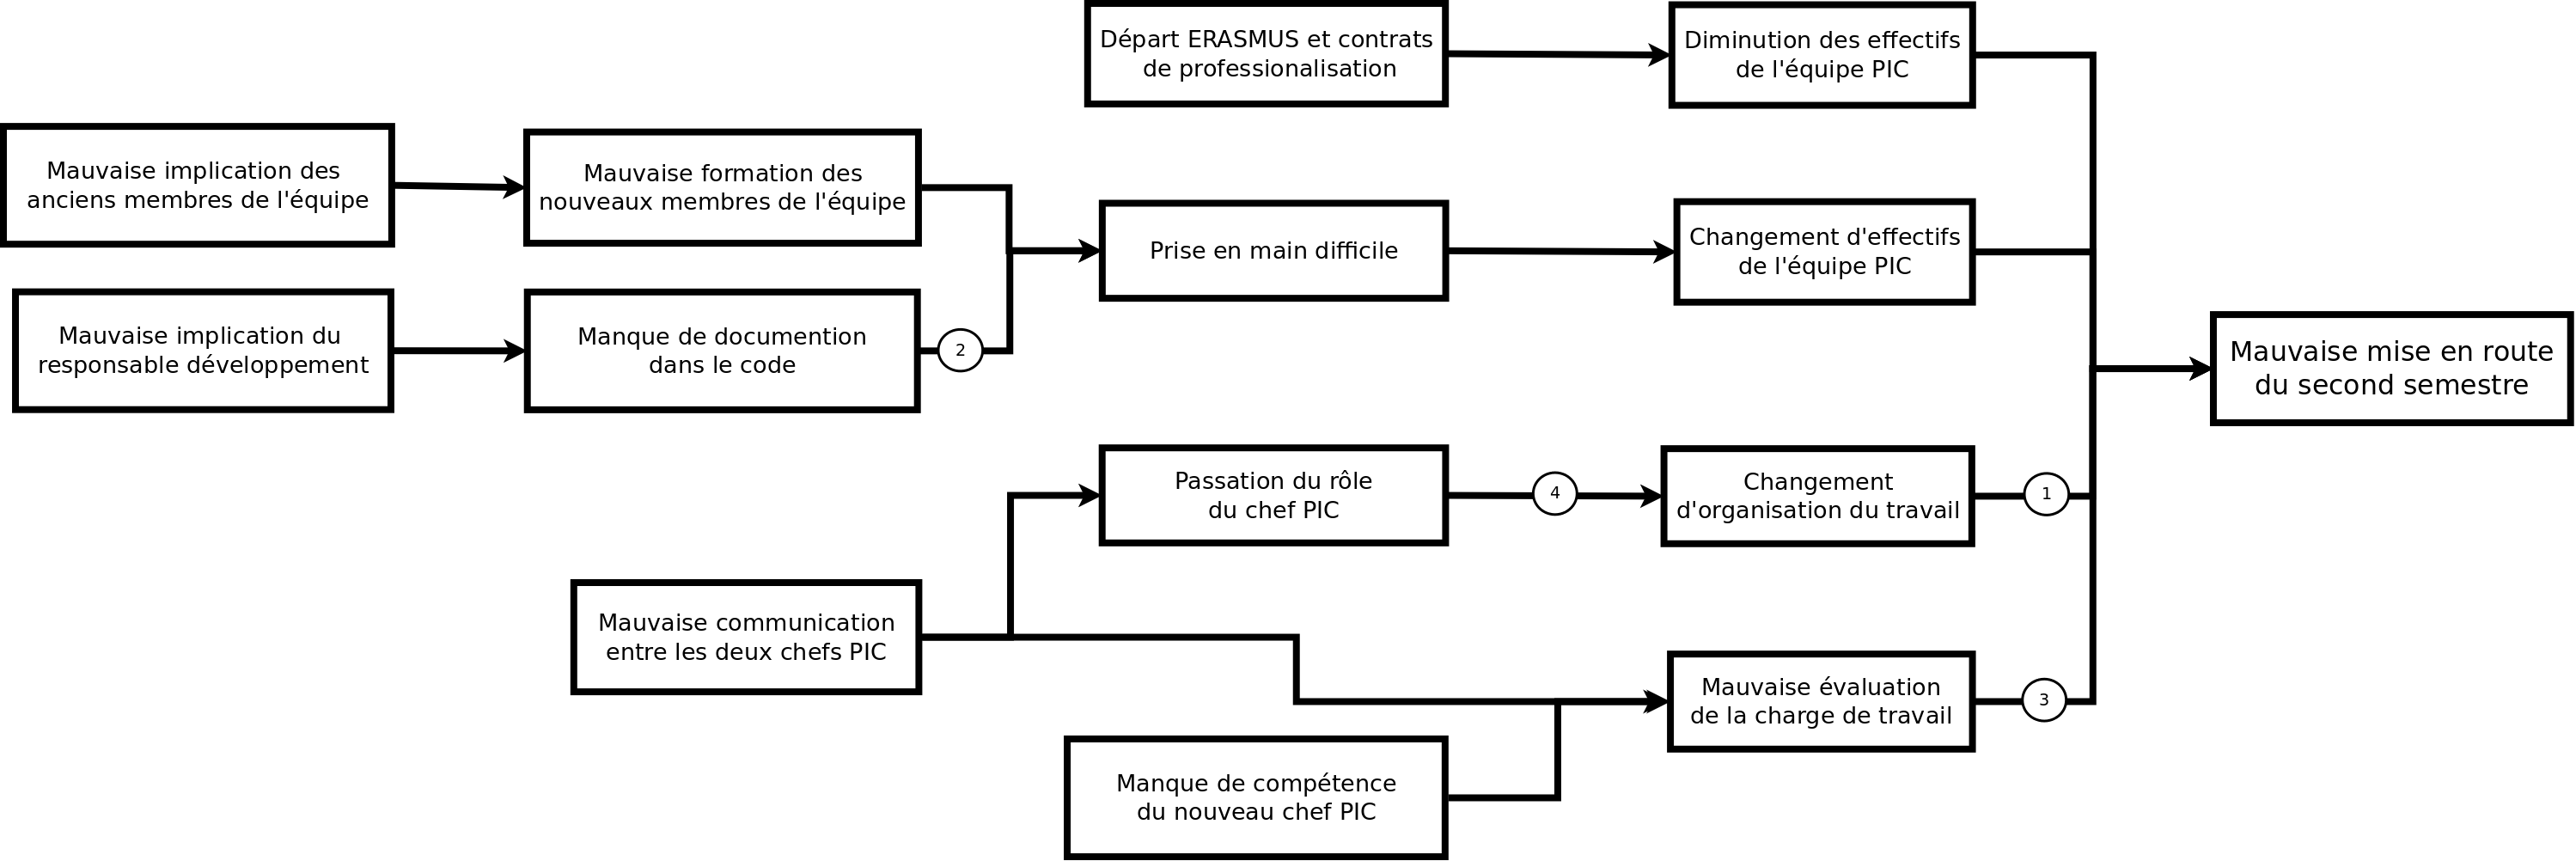 Départ ERASMUS et contrats
de professionalisation
Diminution des effectifs
de l'équipe PIC
Mauvaise implication des
anciens membres de l'équipe
Mauvaise formation des
nouveaux membres de l'équipe
Prise en main difficile
Changement d'effectifs
de l'équipe PIC
Mauvaise implication du
responsable développement
Manque de documention
dans le code
2
Mauvaise mise en route
du second semestre
Passation du rôle
du chef PIC
4
Changement
d'organisation du travail
1
Mauvaise communication
entre les deux chefs PIC
Mauvaise évaluation
de la charge de travail
3
Manque de compétence
du nouveau chef PIC